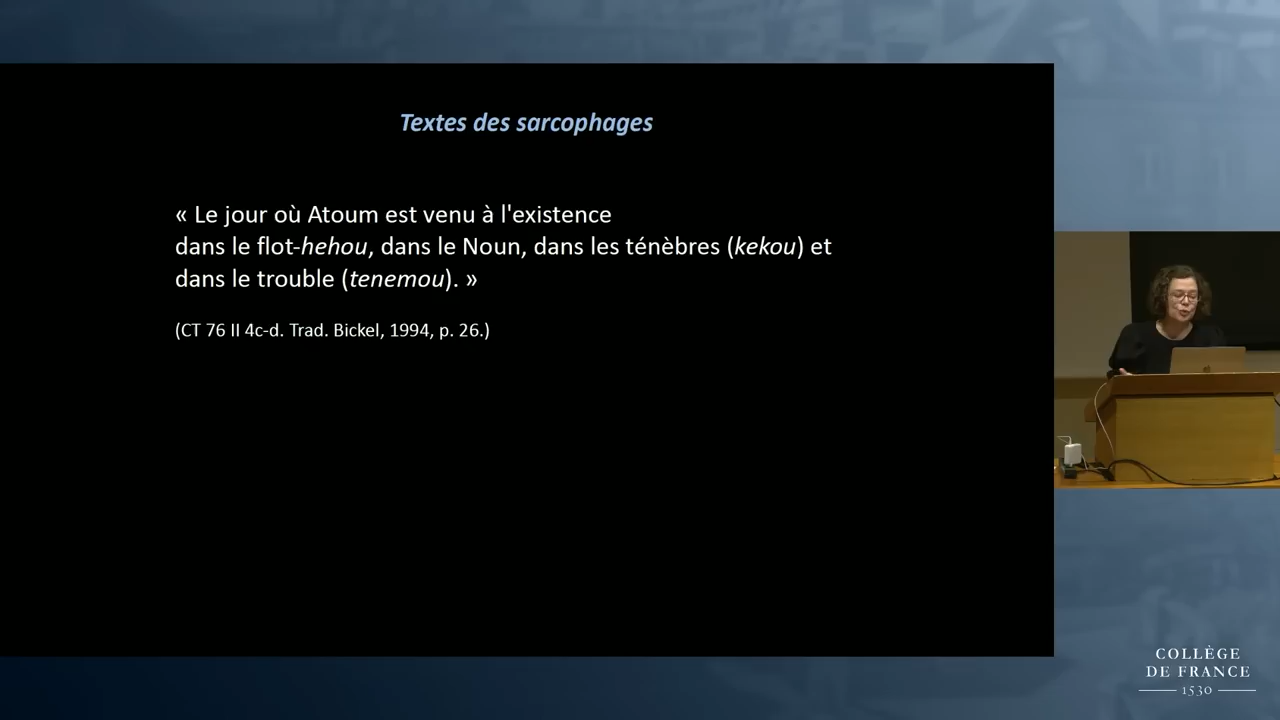 Textes des sarcophages
« Le jour où Atoum est venu à l'existence
dans le flot-hehou, dans le Noun, dans les ténèbres (kekou) et
dans le trouble (tenemou). »
(CT 76 II 4c-d. Trad. Bickel, 1994, p. 26.)
COLLÈGE
DE FRANCE
1530